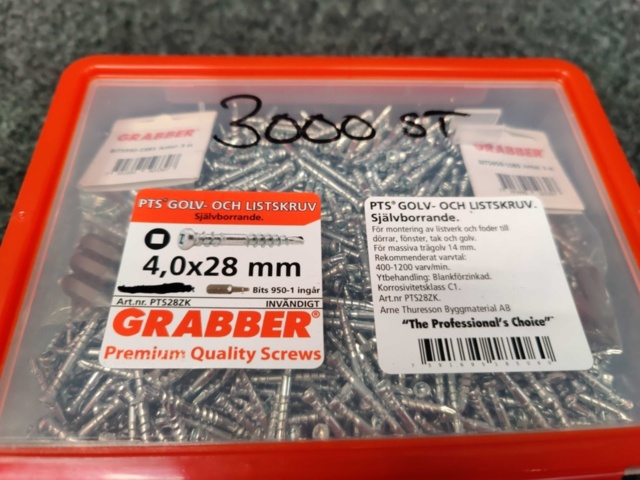 3000 ST
GRABBER®
GRABBER®
PTS® GOLV- OCH LISTSKRUV
Självborrande.
4,0x28 mm
Bits 950-1 ingår
Art.nr. PTS28ZK INVÄNDIGT
GRABBER®
Premium Quality Screws
PTS® GOLV- OCH LISTSKRUV.
Självborrande.
För montering av listverk och foder till
dörrar, fönster, tak och golv.
För massiva trägolv 14 mm.
Rekommenderat varvtal:
400-1200 varv/min.
Ytbehandling: Blankförzinkad.
Korrosivitetsklass C1.
Art.nr PTS28ZK.
Arne Thuresson Byggmaterial AB
"The Professional's Choice"